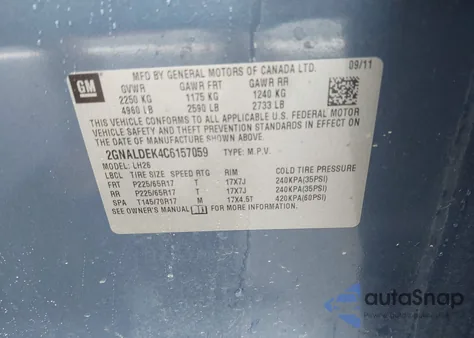 GM
MFD BY GENERAL MOTORS OF CANADA LTD. 09/11
GVWR GAWR FRT GAWR RR
2250 KG 1175 KG 1240 KG
4960 LB 2590 LB 2733 LB
THIS VEHICLE CONFORMS TO ALL APPLICABLE U.S. FEDERAL MOTOR
VEHICLE SAFETY AND THEFT PREVENTION STANDARDS IN EFFECT ON
THE DATE OF MANUFACTURE SHOWN ABOVE.
2GNALDEK4C6157059 TYPE: M.P.V.
MODEL: LH26
LBCL TIRE SIZE SPEED RTG RIM COLD TIRE PRESSURE
FRT P225/65R17 T 17X7J 240KPA(35PSI)
RR P225/65R17 T 17X7J 240KPA(35PSI)
SPA T145/70R17 M 17X4.5T 420KPA(60PSI)
SEE OWNER'S MANUAL FOR MORE INFORMATION.
autoSnap
www.autosnap.com